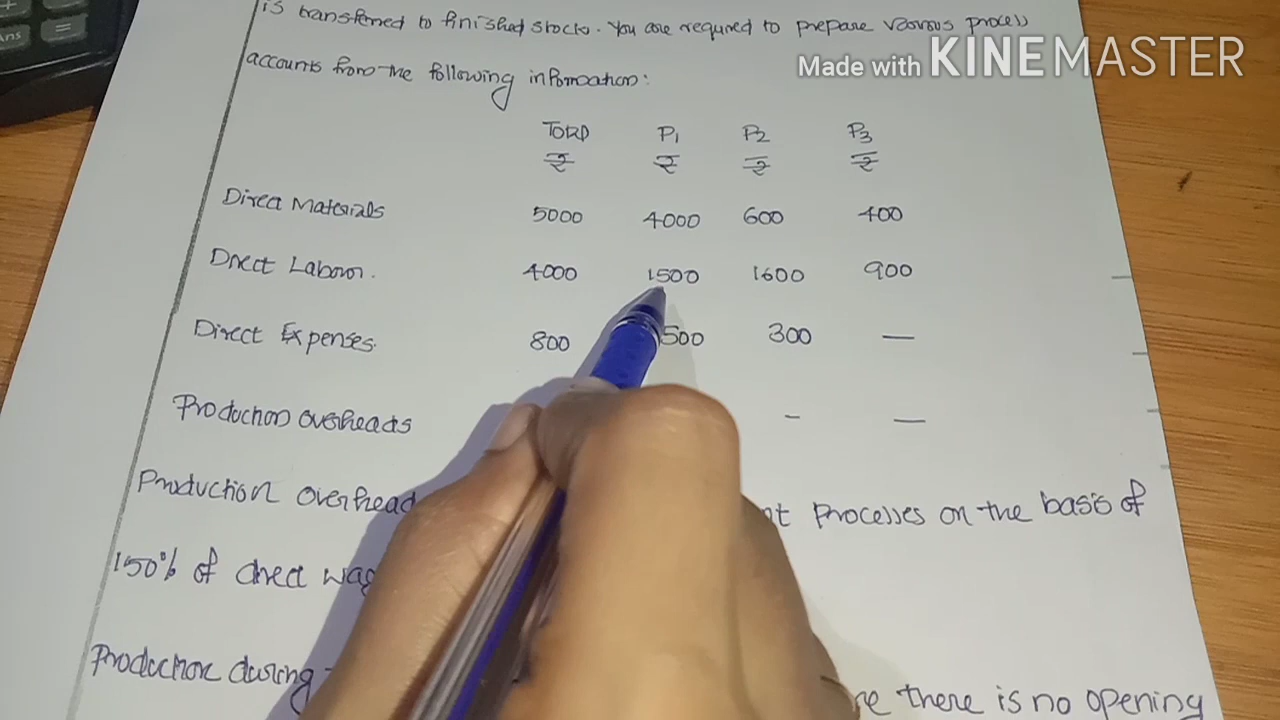 is transferred to finished stocks. You are required to prepare various process
Made with KINEMASTER
accounts from the following information:
Total P1 P2 P3
₹ ₹ ₹ ₹
Direct Materials 5000 4000 600 400
Direct Labour. 4000 1500 1600 900
Direct Expenses. 800 500 300 —
Production overheads - —
Production overhead processes on the basis of
150% of direct
Production during there is no opening
Ans